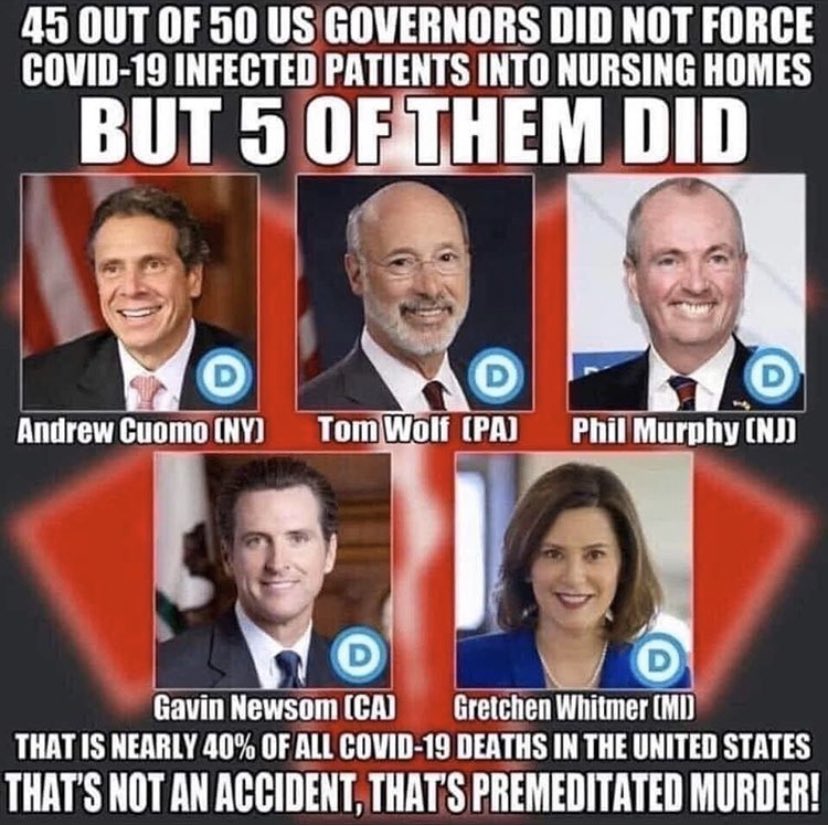 45 OUT OF 50 US GOVERNORS DID NOT FORCE
COVID-19 INFECTED PATIENTS INTO NURSING HOMES
BUT 5 OF THEM DID
D
D
D
Andrew Cuomo (NY)
Tom Wolf (PA)
Phil Murphy (NJ)
D
D
Gavin Newsom (CA)
Gretchen Whitmer (MI)
THAT IS NEARLY 40% OF ALL COVID-19 DEATHS IN THE UNITED STATES
THAT'S NOT AN ACCIDENT, THAT'S PREMEDITATED MURDER!